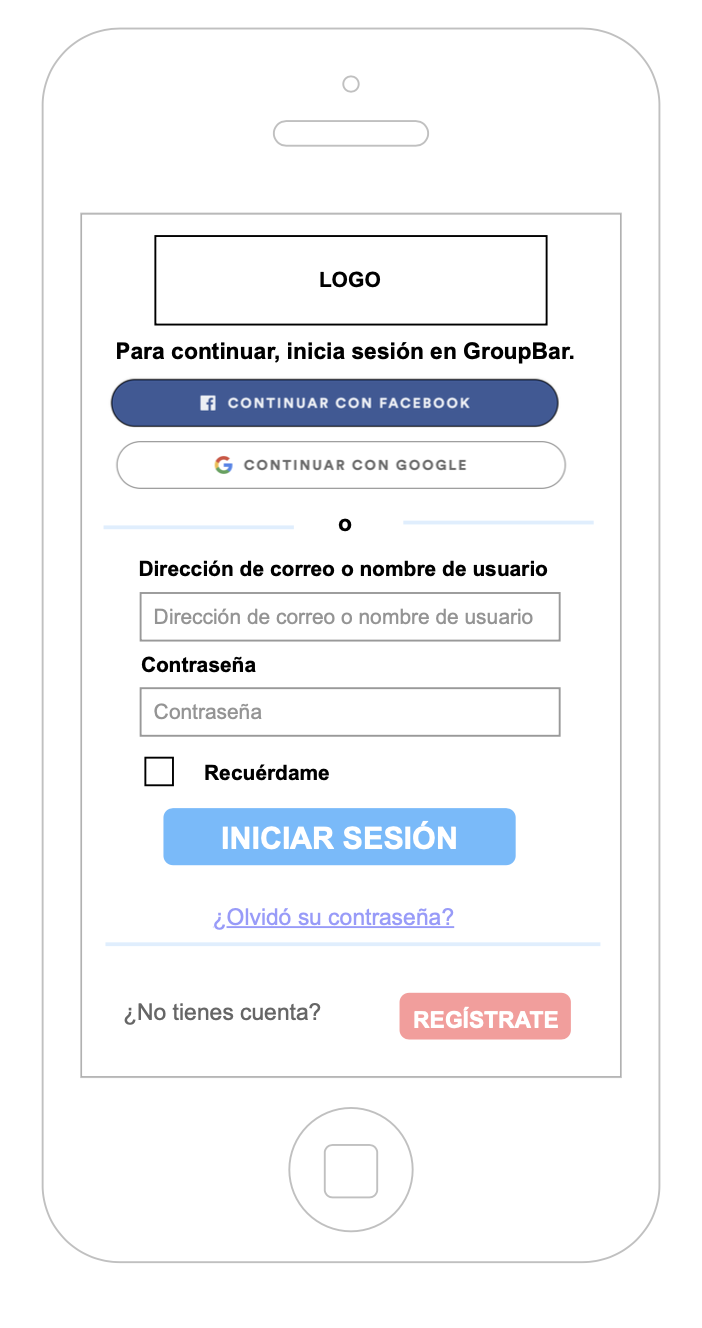 LOGO
Para continuar, inicia sesión en GroupBar.
CONTINUAR CON FACEBOOK
CONTINUAR CON GOOGLE
o
Dirección de correo o nombre de usuario
Dirección de correo o nombre de usuario
Contraseña
Contraseña
Recuérdame
INICIAR SESIÓN
¿Olvidó su contraseña?
¿No tienes cuenta? REGÍSTRATE